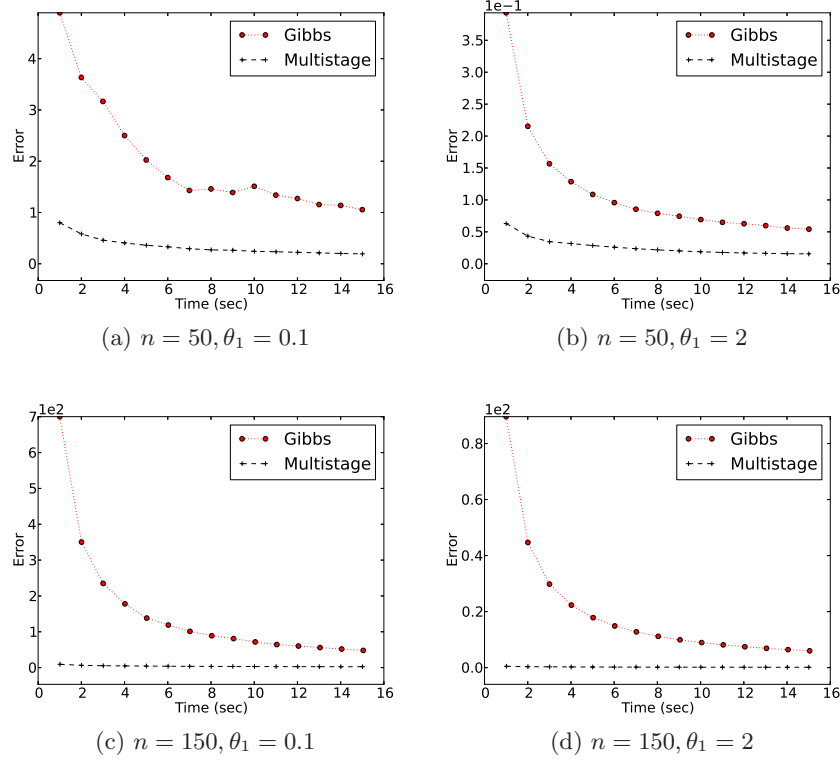 4
3
2
1
0
Error
Gibbs
Multistage
0 2 4 6 8 10 12 14 16
Time (sec)
(a) n = 50, θ₁ = 0.1
1e−1
3.5
3.0
2.5
2.0
1.5
1.0
0.5
0.0
Error
Gibbs
Multistage
0 2 4 6 8 10 12 14 16
Time (sec)
(b) n = 50, θ₁ = 2
1e2
7
6
5
4
3
2
1
0
Error
Gibbs
Multistage
0 2 4 6 8 10 12 14 16
Time (sec)
(c) n = 150, θ₁ = 0.1
1e2
0.8
0.6
0.4
0.2
0.0
Error
Gibbs
Multistage
0 2 4 6 8 10 12 14 16
Time (sec)
(d) n = 150, θ₁ = 2